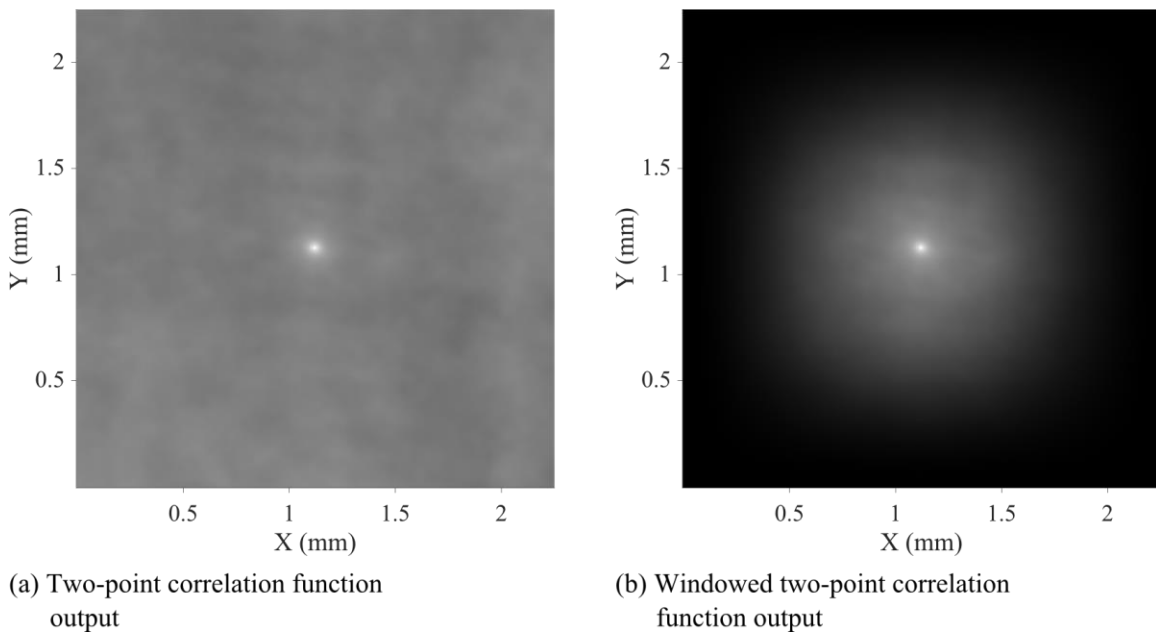 2
1.5
1
0.5
Y (mm)
0.5 1 1.5 2
X (mm)
(a) Two-point correlation function
output
2
1.5
1
0.5
Y (mm)
0.5 1 1.5 2
X (mm)
(b) Windowed two-point correlation
function output